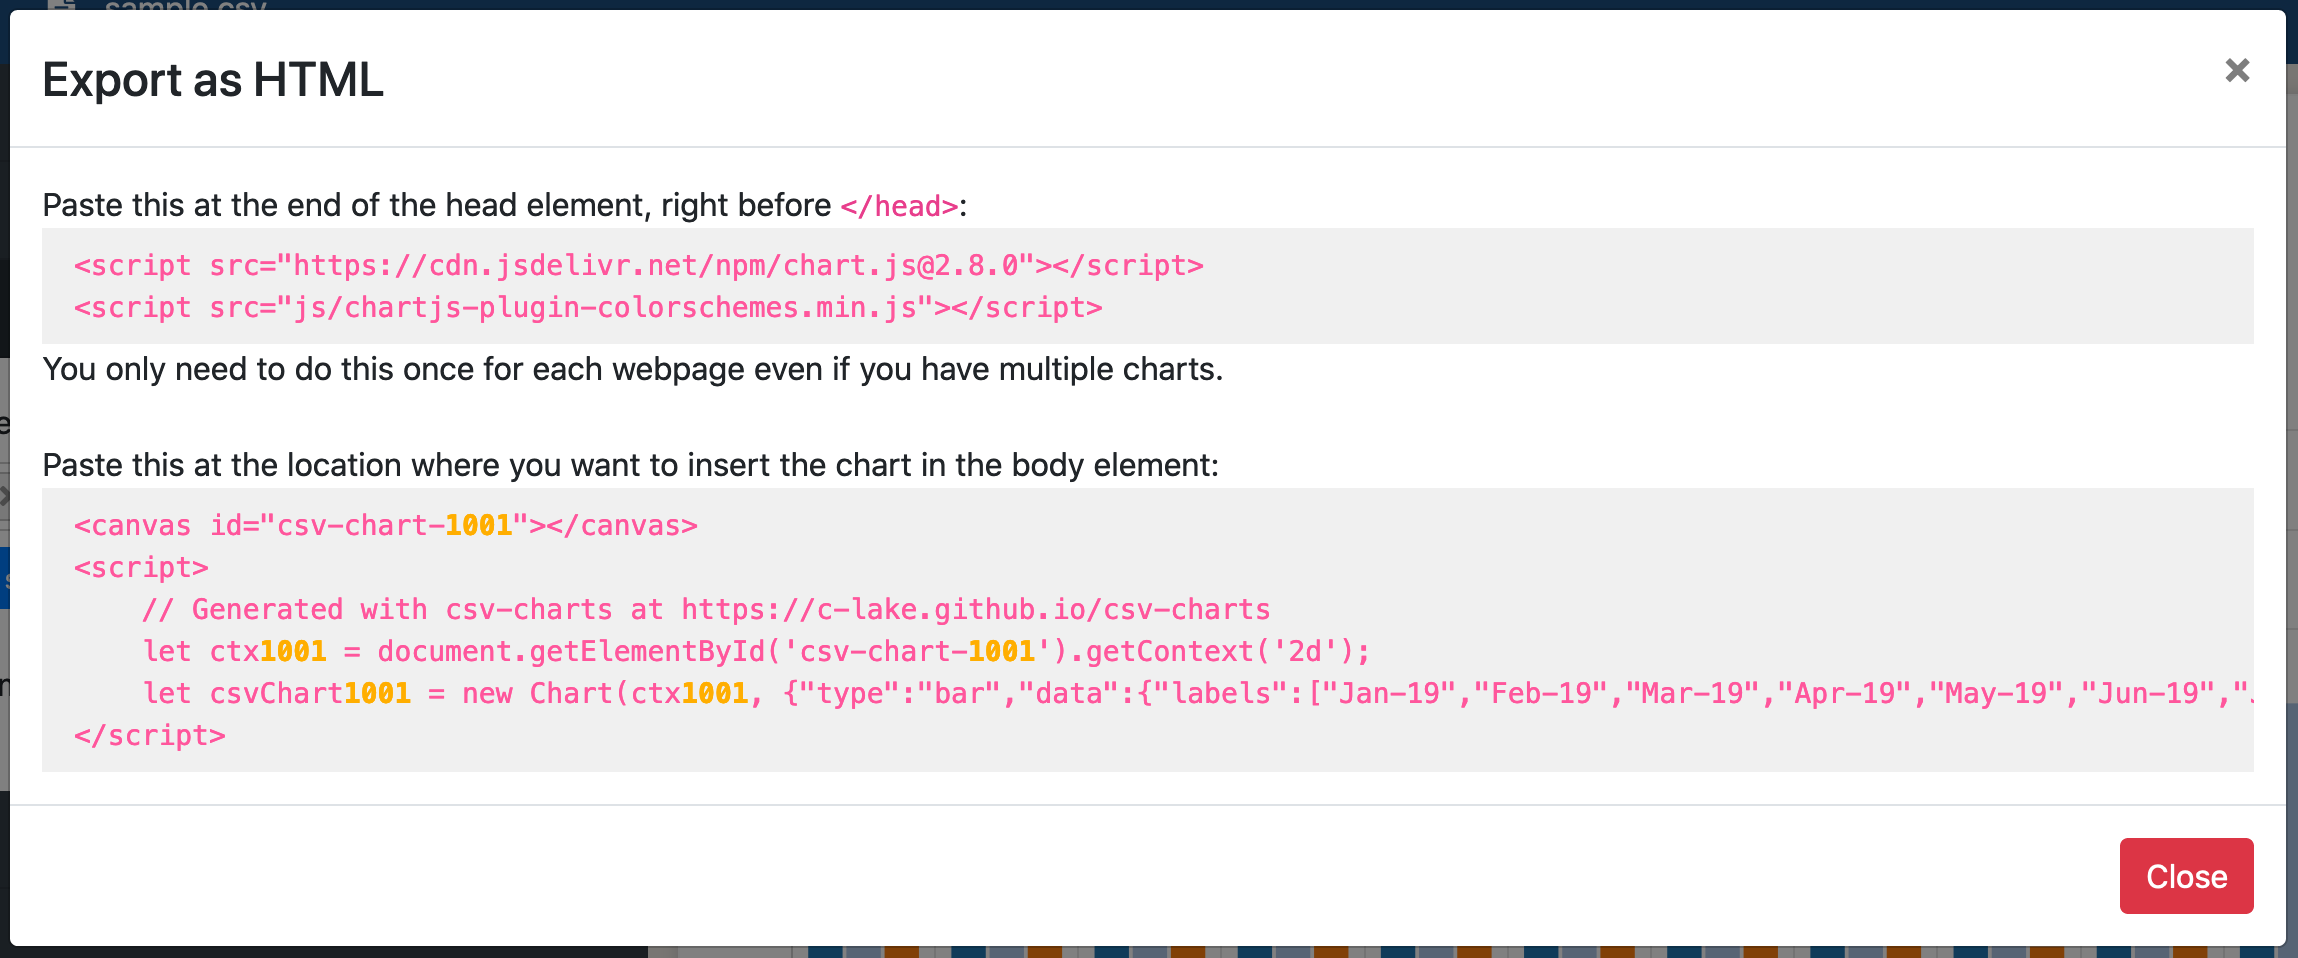 sample.csv
Export as HTML
×
Paste this at the end of the head element, right before </head>:
<script src="https://cdn.jsdelivr.net/npm/chart.js@2.8.0"></script>
<script src="js/chartjs-plugin-colorschemes.min.js"></script>
You only need to do this once for each webpage even if you have multiple charts.
Paste this at the location where you want to insert the chart in the body element:
<canvas id="csv-chart-1001"></canvas>
<script>
// Generated with csv-charts at https://c-lake.github.io/csv-charts
let ctx1001 = document.getElementById('csv-chart-1001').getContext('2d');
let csvChart1001 = new Chart(ctx1001, {"type":"bar","data":{"labels":["Jan-19","Feb-19","Mar-19","Apr-19","May-19","Jun-19","
</script>
Close